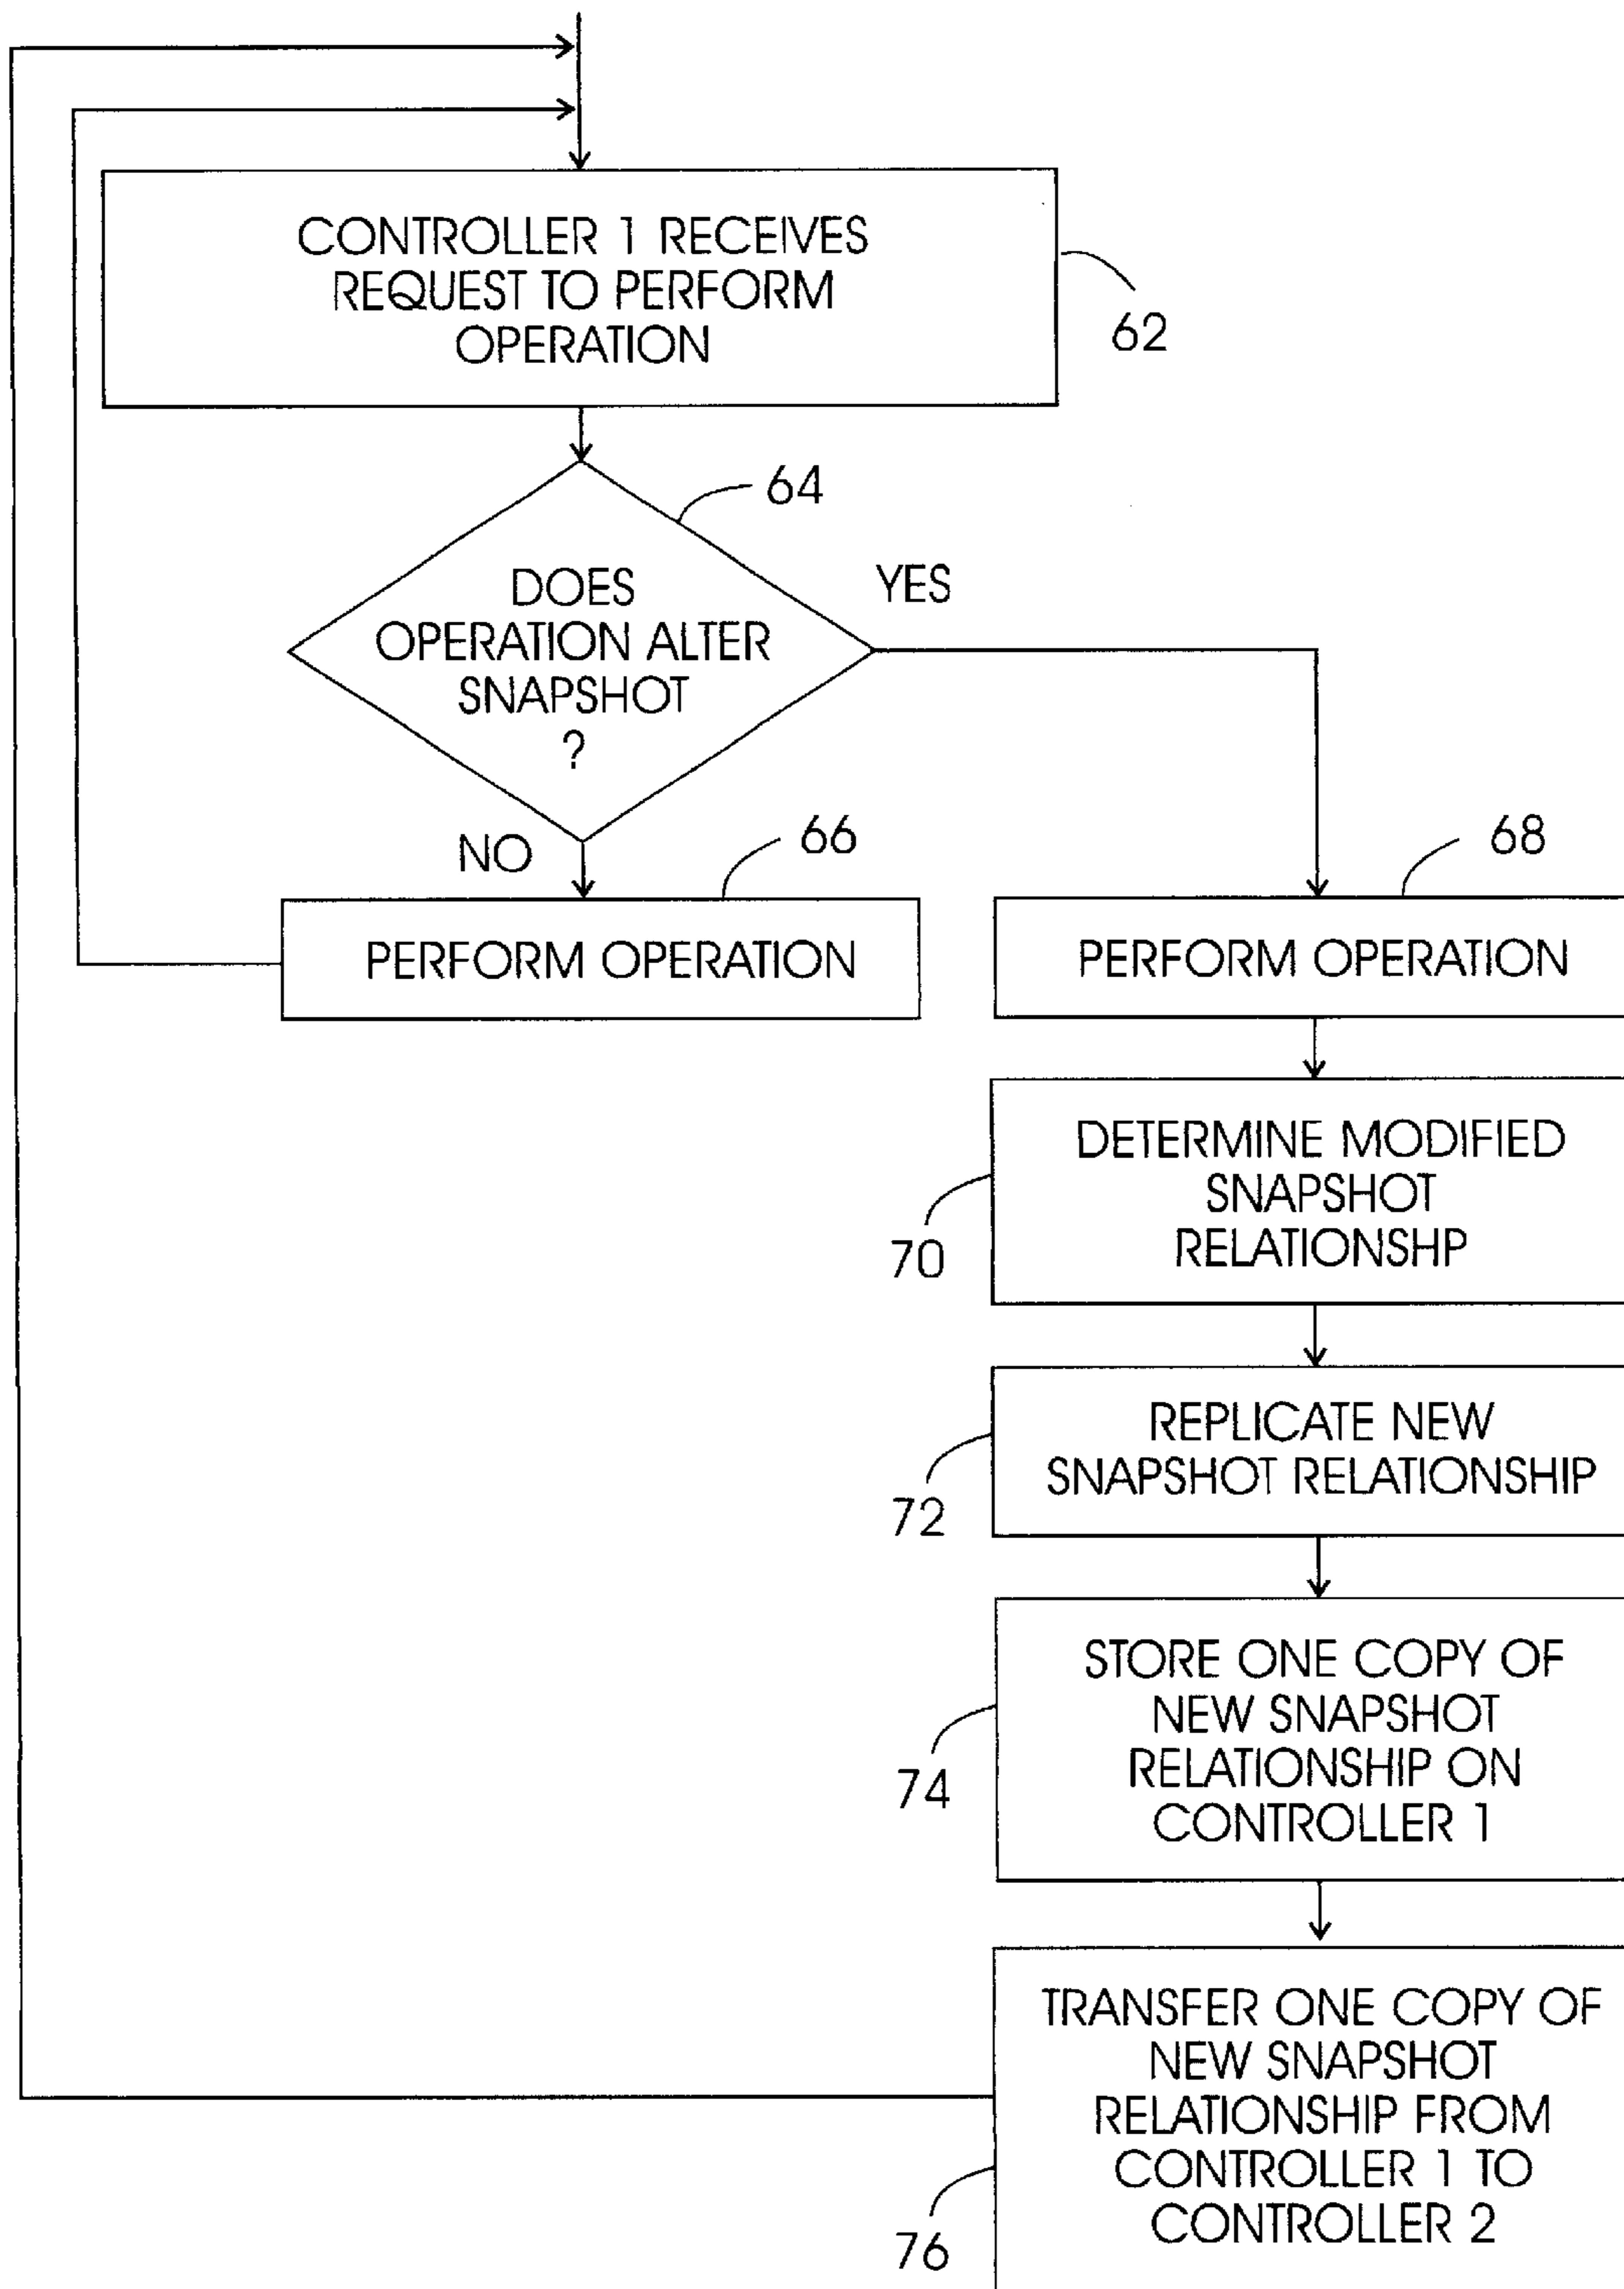 CONTROLLER 1 RECEIVES
REQUEST TO PERFORM
OPERATION
62
64
DOES
OPERATION ALTER
SNAPSHOT
?
YES
NO
66
PERFORM OPERATION
68
PERFORM OPERATION
DETERMINE MODIFIED
SNAPSHOT
RELATIONSHP
70
REPLICATE NEW
SNAPSHOT RELATIONSHIP
72
STORE ONE COPY OF
NEW SNAPSHOT
RELATIONSHIP ON
CONTROLLER 1
74
TRANSFER ONE COPY OF
NEW SNAPSHOT
RELATIONSHIP FROM
CONTROLLER 1 TO
CONTROLLER 2
76